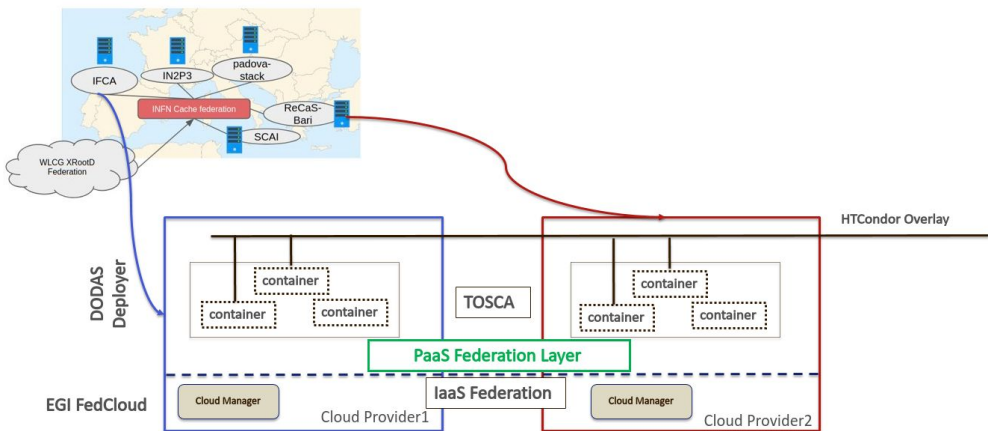 padova-
stack
IFCA
IN2P3
INFN Cache federation
ReCaS-
Bari
SCAI
WLCG XRootD
Federation
HTCondor Overlay
DODAS
Deployer
container
container
container
TOSCA
container
container
container
PaaS Federation Layer
IaaS Federation
EGI FedCloud
Cloud Manager
Cloud Provider1
Cloud Manager
Cloud Provider2